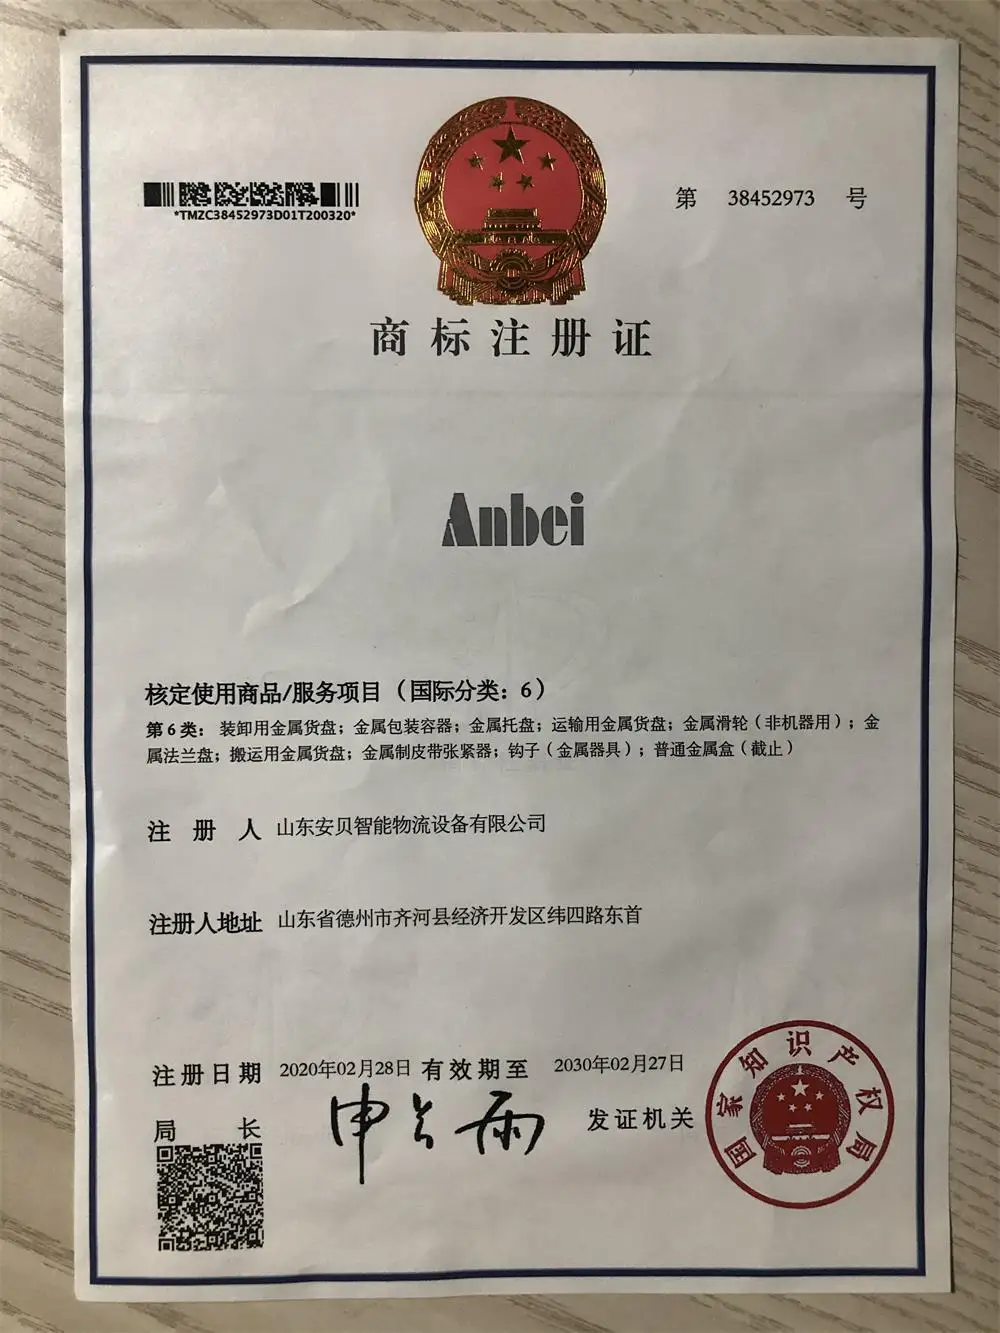 *TMZC38452973D01T200320*
第 38452973 号
商标注册证
Anbei
核定使用商品/服务项目（国际分类：6）
第6类：装卸用金属货盘；金属包装容器；金属托盘；运输用金属货盘；金属滑轮（非机器用）；金
属法兰盘；搬运用金属货盘；金属制皮带张紧器；钩子（金属器具）；普通金属盒（截止）
注册人 山东安贝智能物流设备有限公司
注册人地址 山东省德州市齐河县经济开发区纬四路东首
注册日期 2020年02月28日 有效期至 2030年02月27日
局长 申长雨 发证机关
国家知识产权局